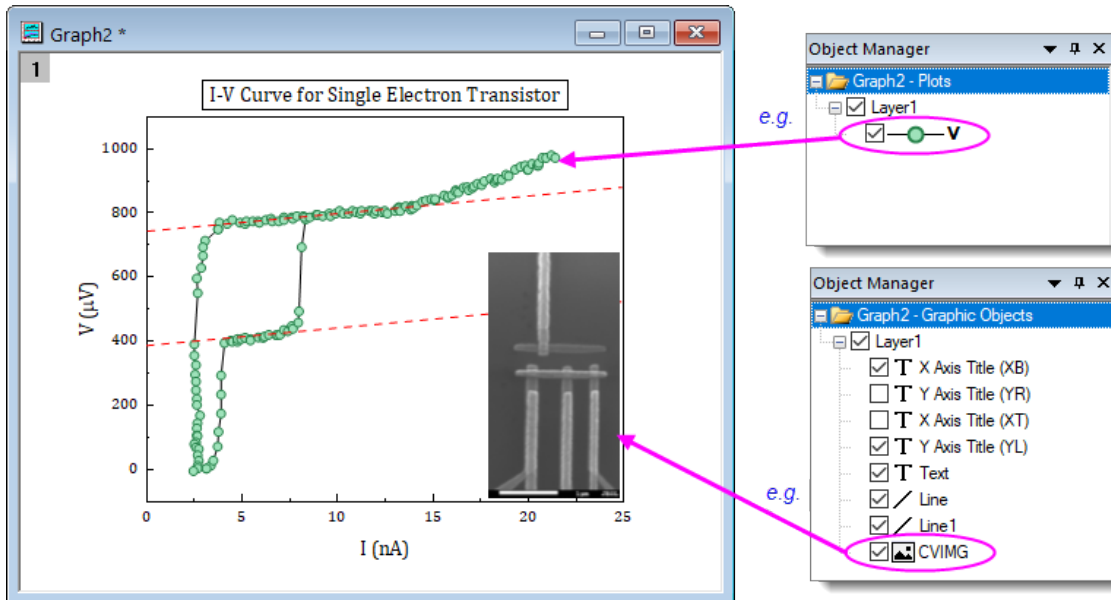 Graph2 *
1
I-V Curve for Single Electron Transistor
1000
800
600
400
200
0
V (μV)
0 5 10 15 20 25
I (nA)
e.g.
Object Manager
Graph2 - Plots
Layer1
V
e.g.
Object Manager
Graph2 - Graphic Objects
Layer1
T X Axis Title (XB)
T Y Axis Title (YR)
T X Axis Title (XT)
T Y Axis Title (YL)
T Text
Line
Line1
CVIMG